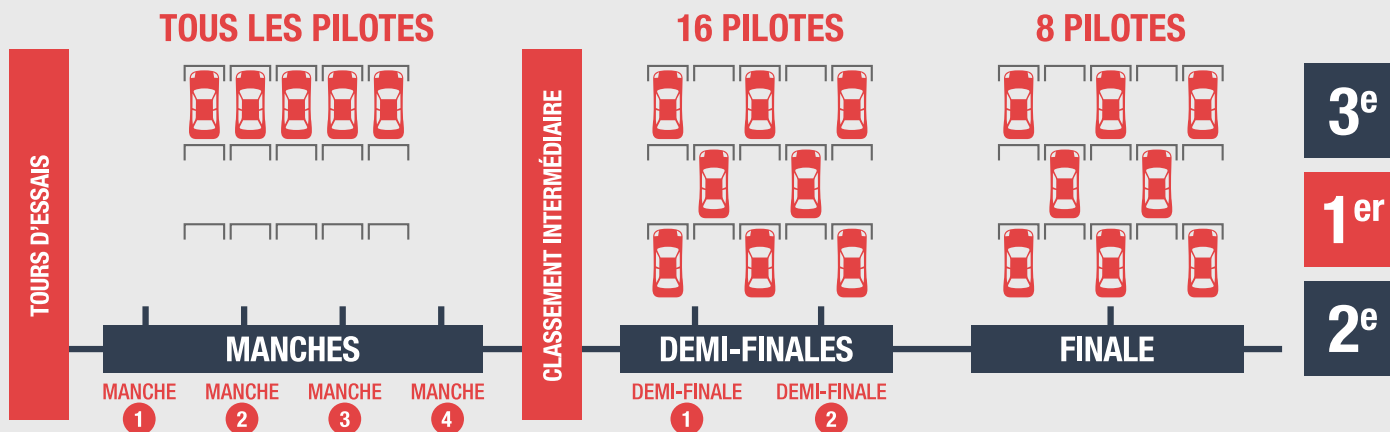 TOURS D'ESSAIS
TOUS LES PILOTES
MANCHES
MANCHE
1
MANCHE
2
MANCHE
3
MANCHE
4
CLASSEMENT INTERMÉDIAIRE
16 PILOTES
DEMI-FINALES
DEMI-FINALE
1
DEMI-FINALE
2
8 PILOTES
FINALE
3e
1er
2e